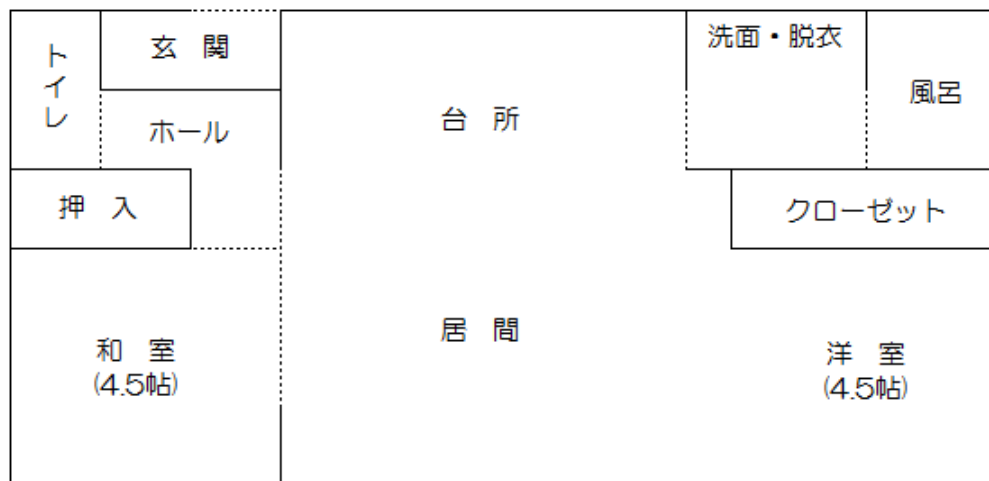 トイレ
玄 関
洗面・脱衣
風呂
台 所
ホール
押 入
クローゼット
居 間
和 室
(4.5帖)
洋 室
(4.5帖)